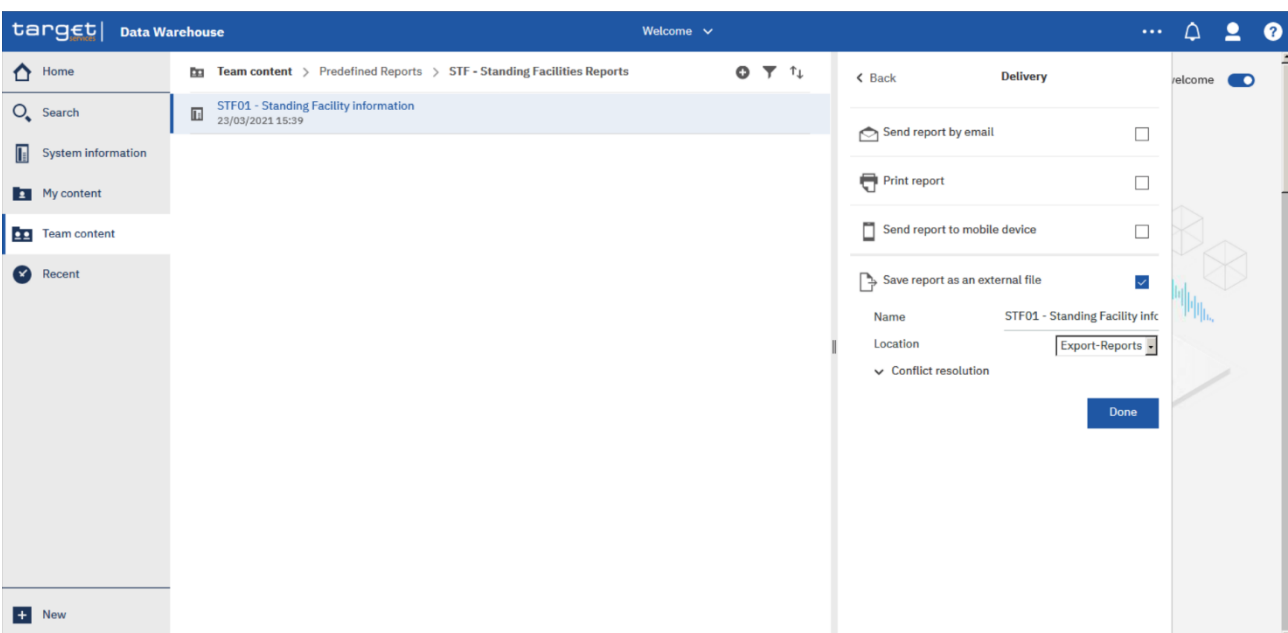 target services | Data Warehouse
Welcome
Home
Search
System information
My content
Team content
Recent
New
Team content > Predefined Reports > STF - Standing Facilities Reports
STF01 - Standing Facility information
23/03/2021 15:39
Back
Delivery
Send report by email
Print report
Send report to mobile device
Save report as an external file
Name STF01 - Standing Facility infc
Location Export-Reports
Conflict resolution
Done
elcome